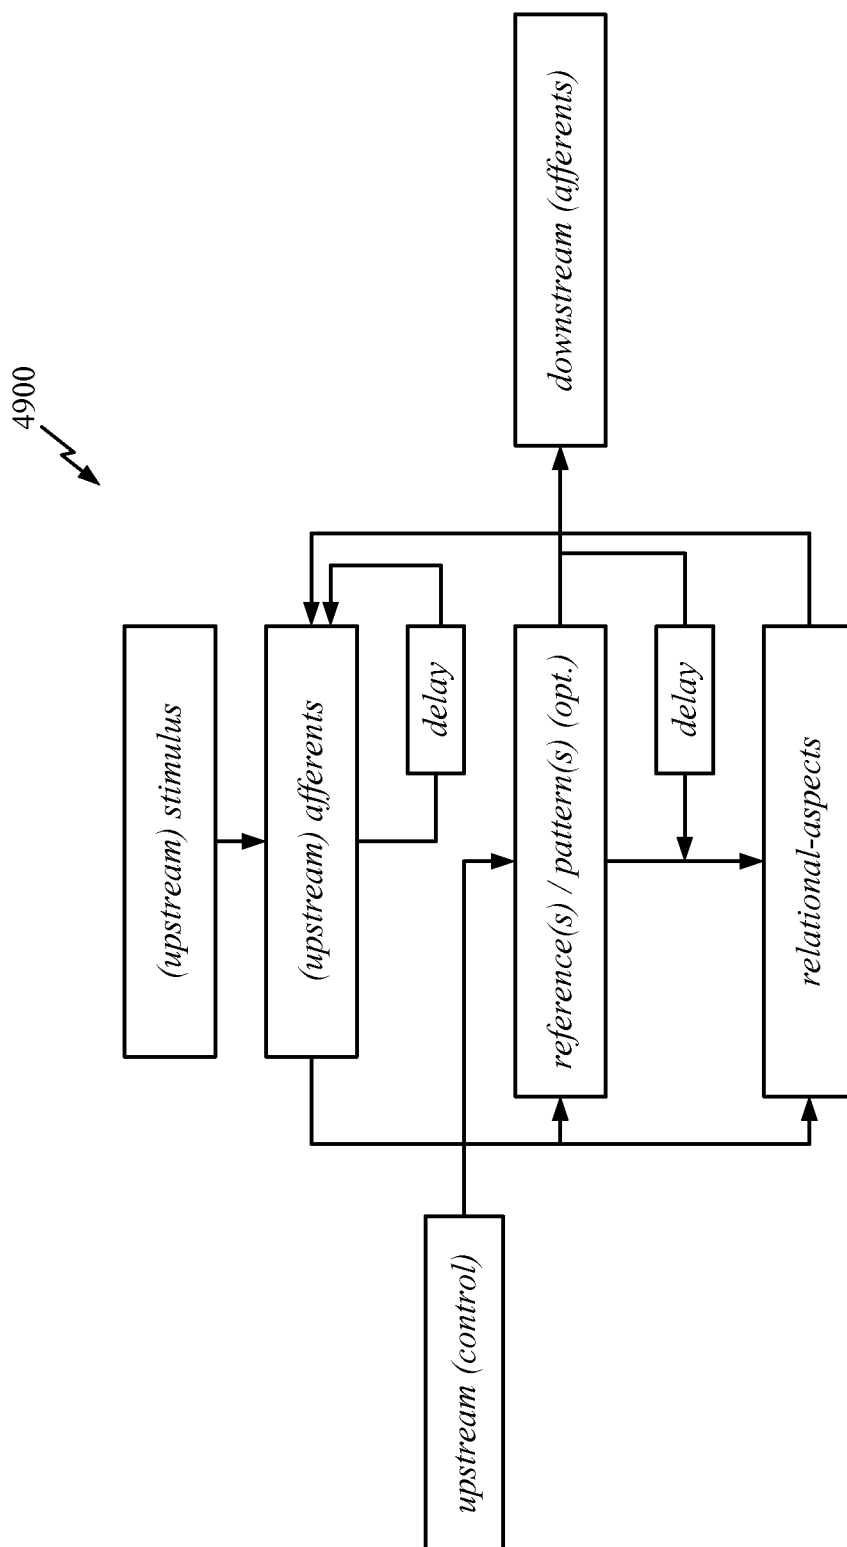 4900
(upstream) stimulus
(upstream) afferents
delay
upstream (control)
reference(s) / pattern(s) (opt.)
downstream (afferents)
delay
relational-aspects